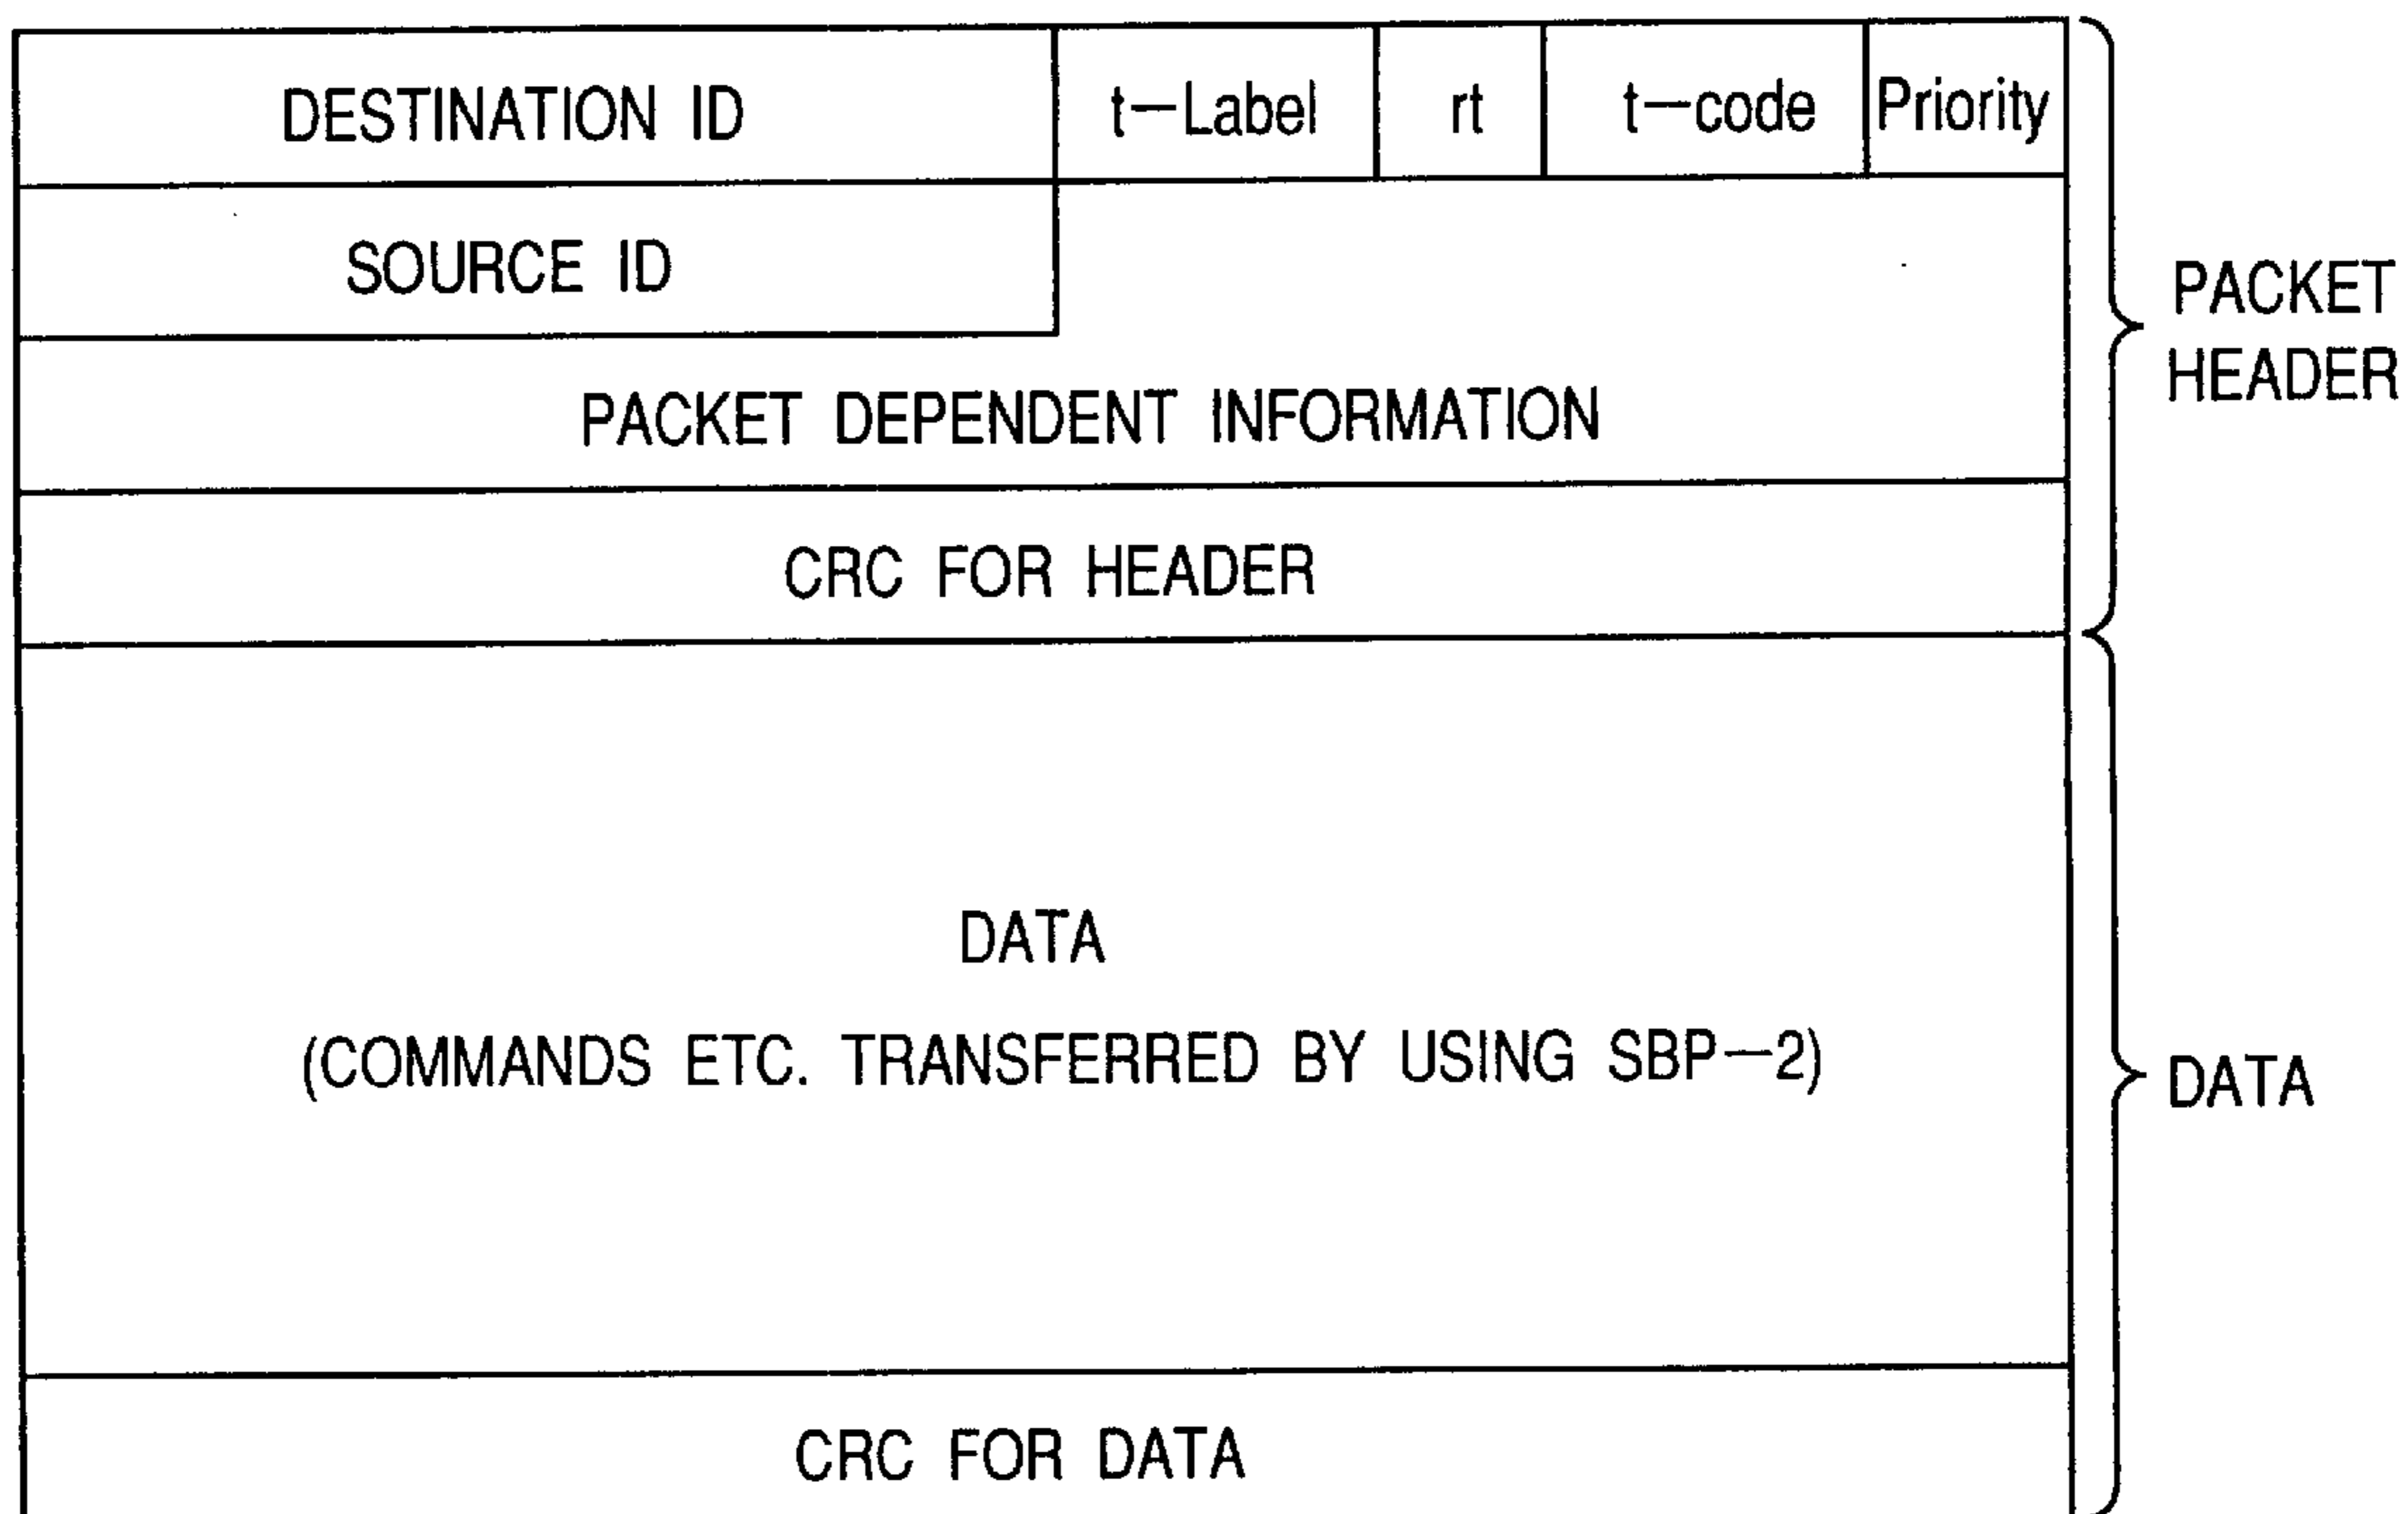 DESTINATION ID t—Label rt t—code Priority
SOURCE ID
PACKET
HEADER
PACKET DEPENDENT INFORMATION
CRC FOR HEADER
DATA
(COMMANDS ETC. TRANSFERRED BY USING SBP—2)
DATA
CRC FOR DATA